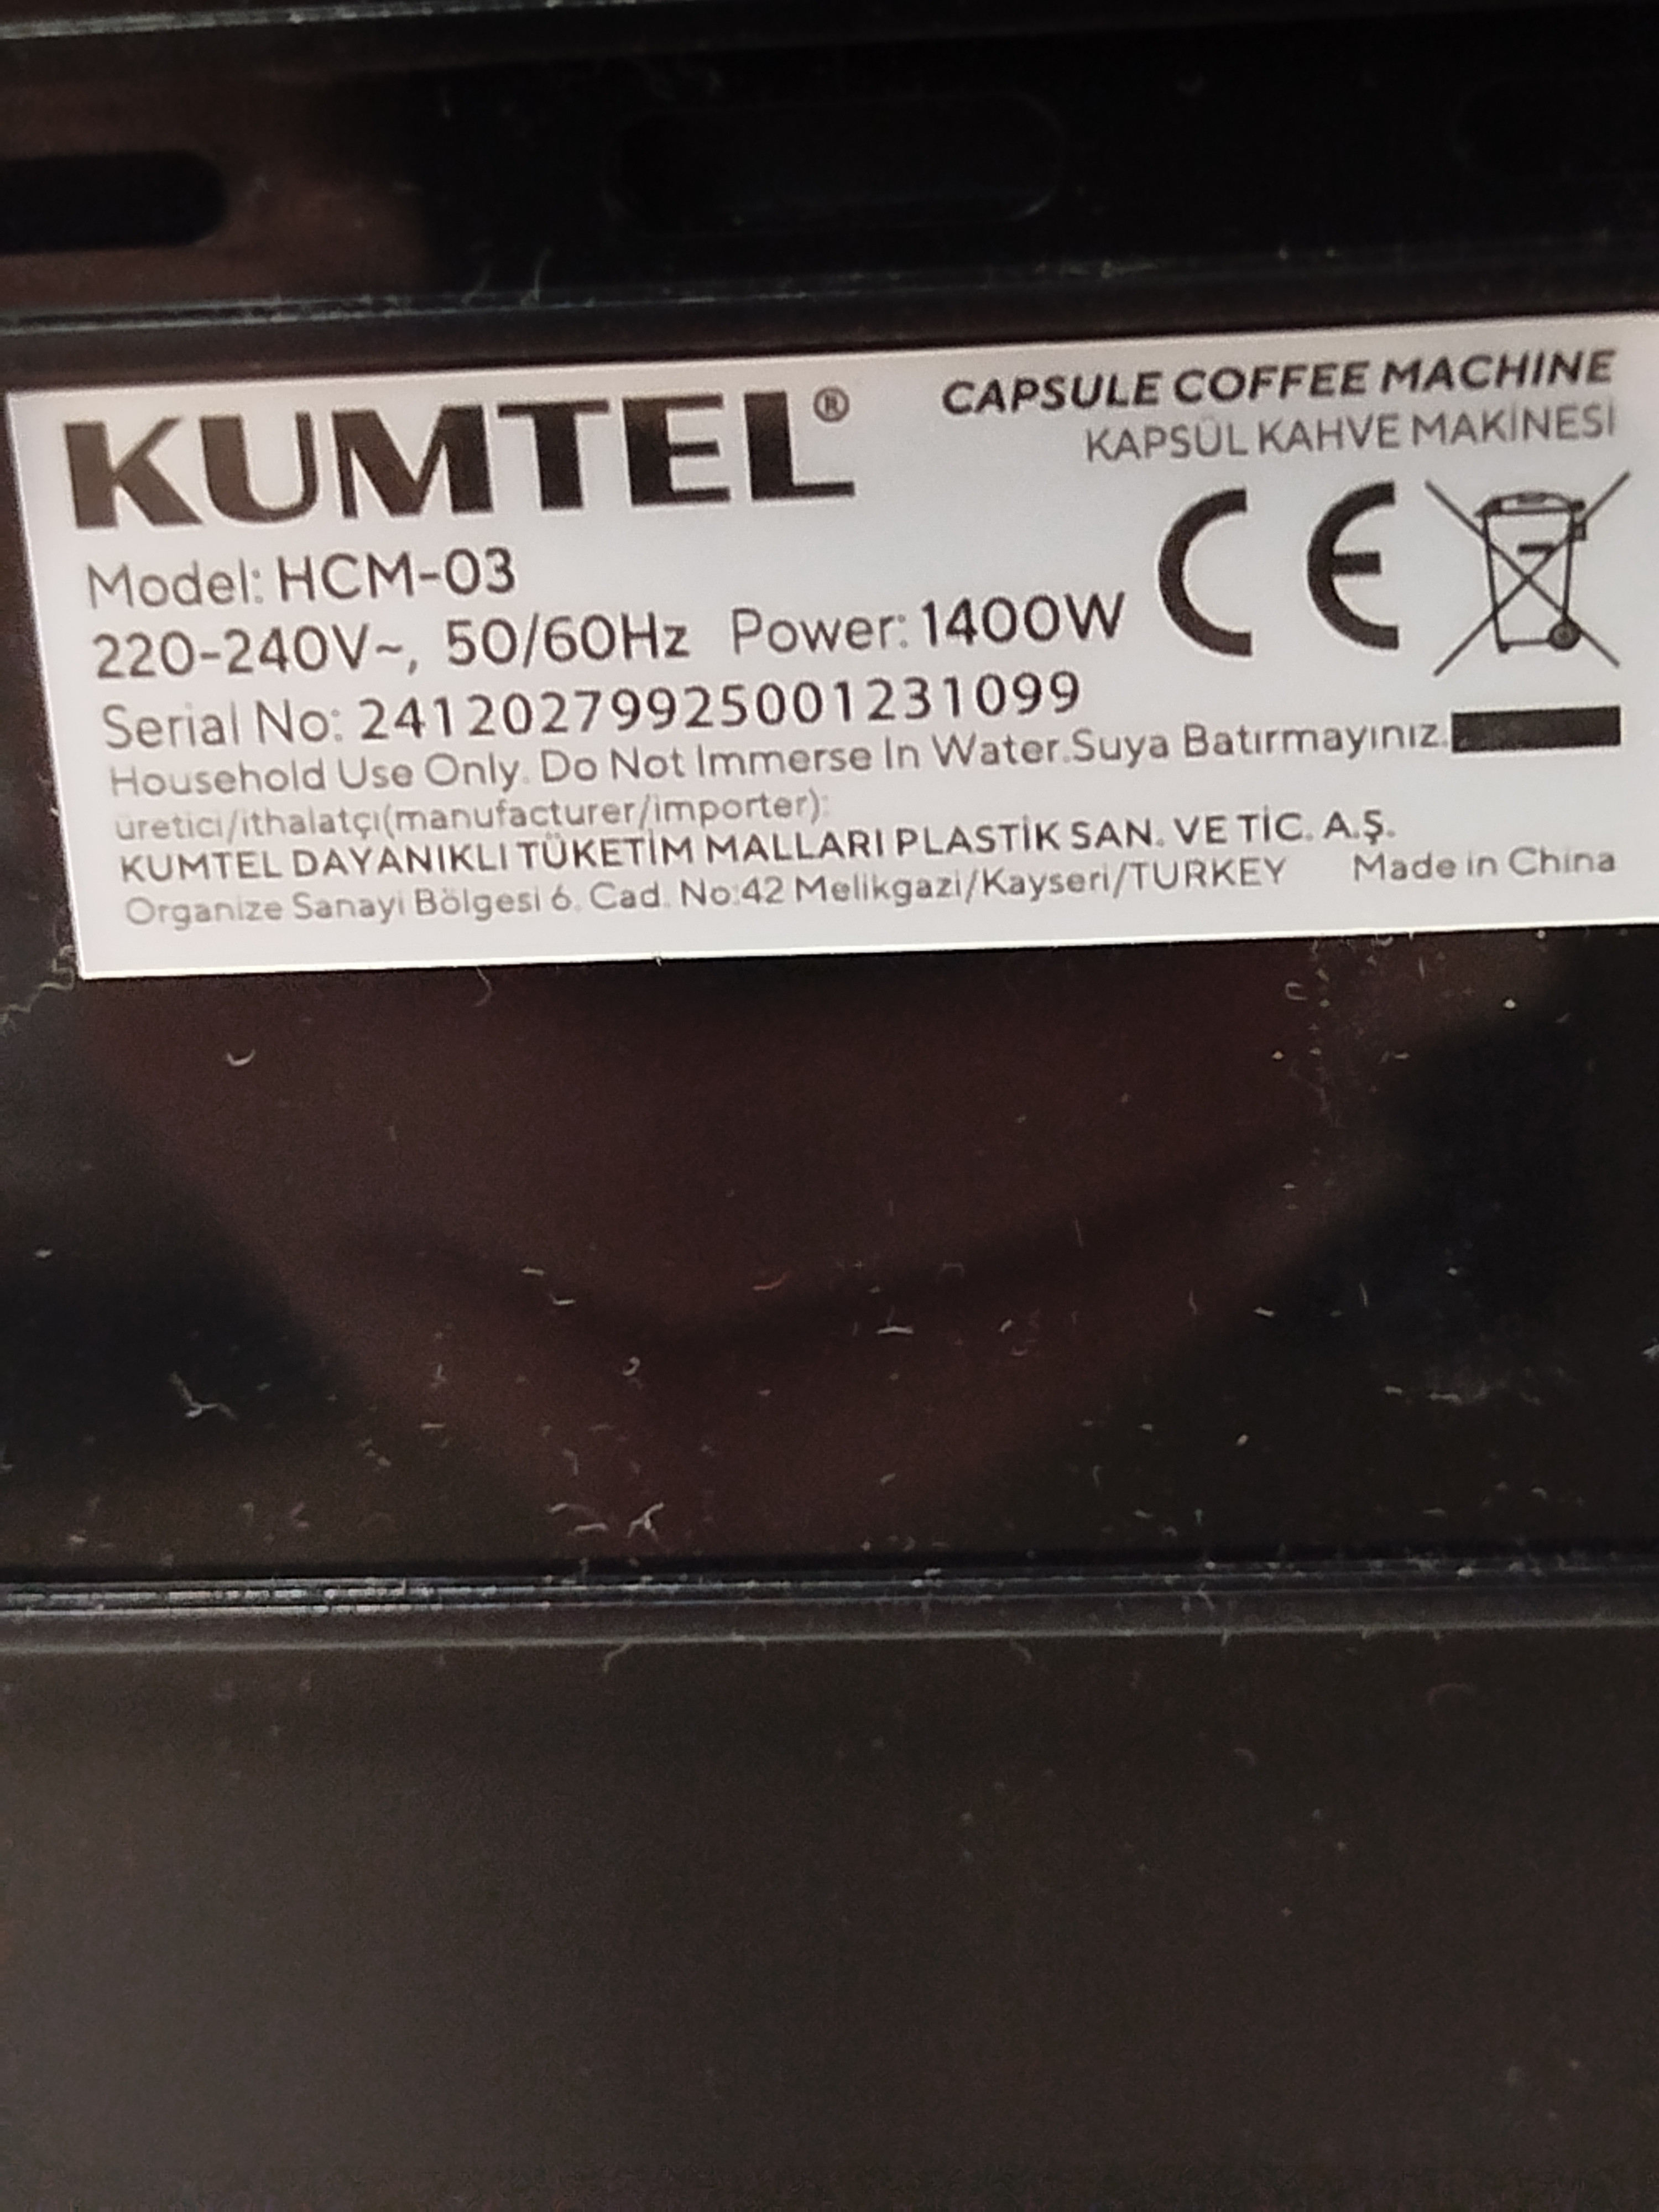 KUMTEL®
CAPSULE COFFEE MACHINE
KAPSÜL KAHVE MAKİNESİ
Model: HCM-03
220-240V~, 50/60Hz Power: 1400W
CE
Serial No: 24120279925001231099
Household Use Only. Do Not Immerse In Water.Suya Batırmayınız.
üretici/ithalatçı(manufacturer/importer):
KUMTEL DAYANIKLI TÜKETİM MALLARI PLASTİK SAN. VE TİC. A.Ş.
Organize Sanayi Bölgesi 6. Cad. No:42 Melikgazi/Kayseri/TURKEY Made in China